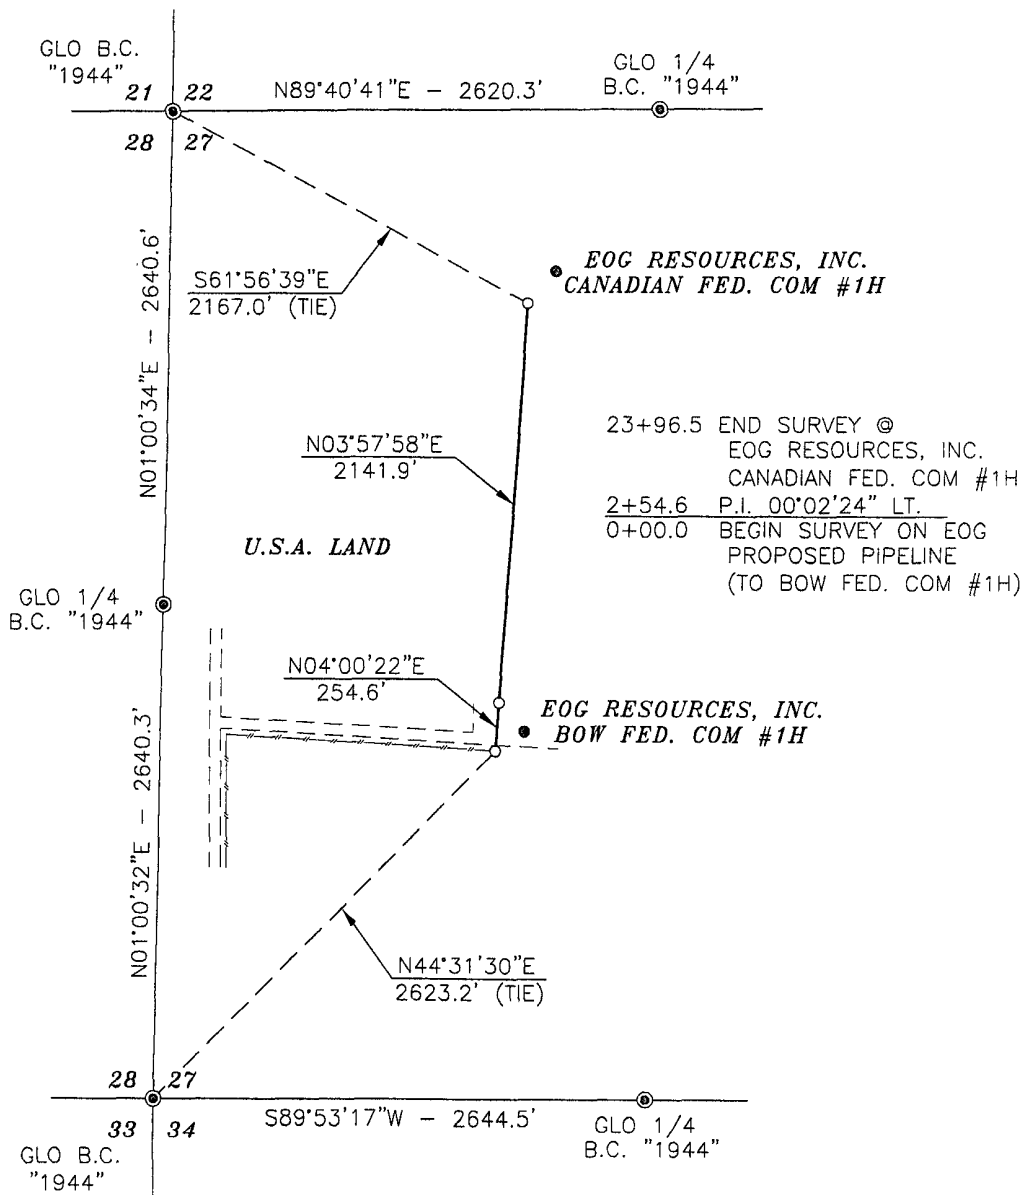 GLO B.C.
"1944"
GLO 1/4
B.C. "1944"
21 22
N89°40'41"E – 2620.3'
28 27
N01°00'34"E – 2640.6'
S61°56'39"E
2167.0' (TIE)
EOG RESOURCES, INC.
CANADIAN FED. COM #1H
N03°57'58"E
2141.9'
23+96.5 END SURVEY @
EOG RESOURCES, INC.
CANADIAN FED. COM #1H
2+54.6 P.I. 00°02'24" LT.
0+00.0 BEGIN SURVEY ON EOG
PROPOSED PIPELINE
(TO BOW FED. COM #1H)
U.S.A. LAND
GLO 1/4
B.C. "1944"
N04°00'22"E
254.6'
EOG RESOURCES, INC.
BOW FED. COM #1H
N01°00'32"E – 2640.3'
N44°31'30"E
2623.2' (TIE)
28 27
33 34
S89°53'17"W – 2644.5'
GLO 1/4
B.C. "1944"
GLO B.C.
"1944"